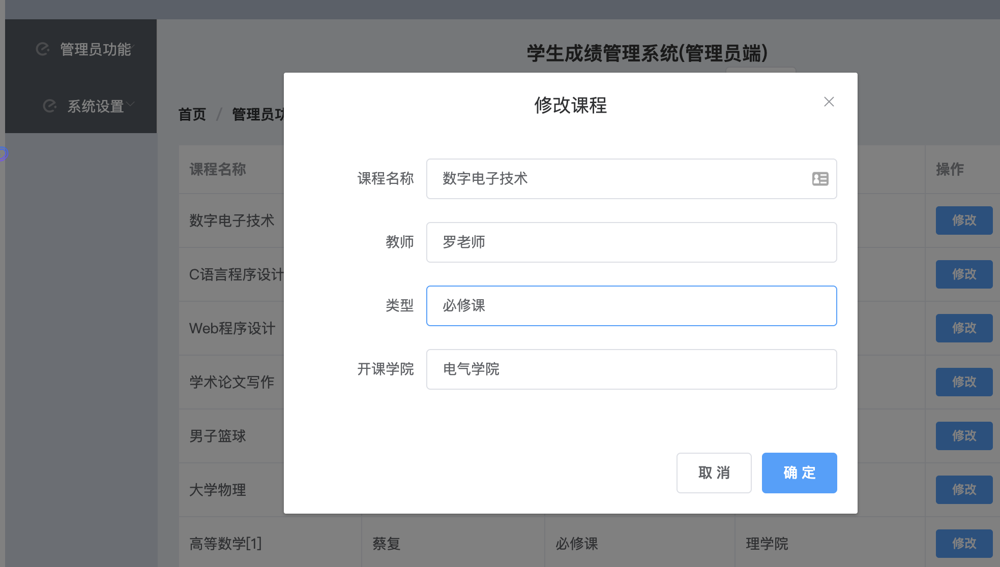 管理员功能
系统设置
学生成绩管理系统(管理员端)
首页 / 管理员功
课程名称
操作
数字电子技术
修改
C语言程序设计
修改
Web程序设计
修改
学术论文写作
修改
男子篮球
修改
大学物理
修改
高等数学[1]
蔡复
必修课
理学院
修改
修改课程
课程名称
数字电子技术
教师
罗老师
类型
必修课
开课学院
电气学院
取 消
确 定